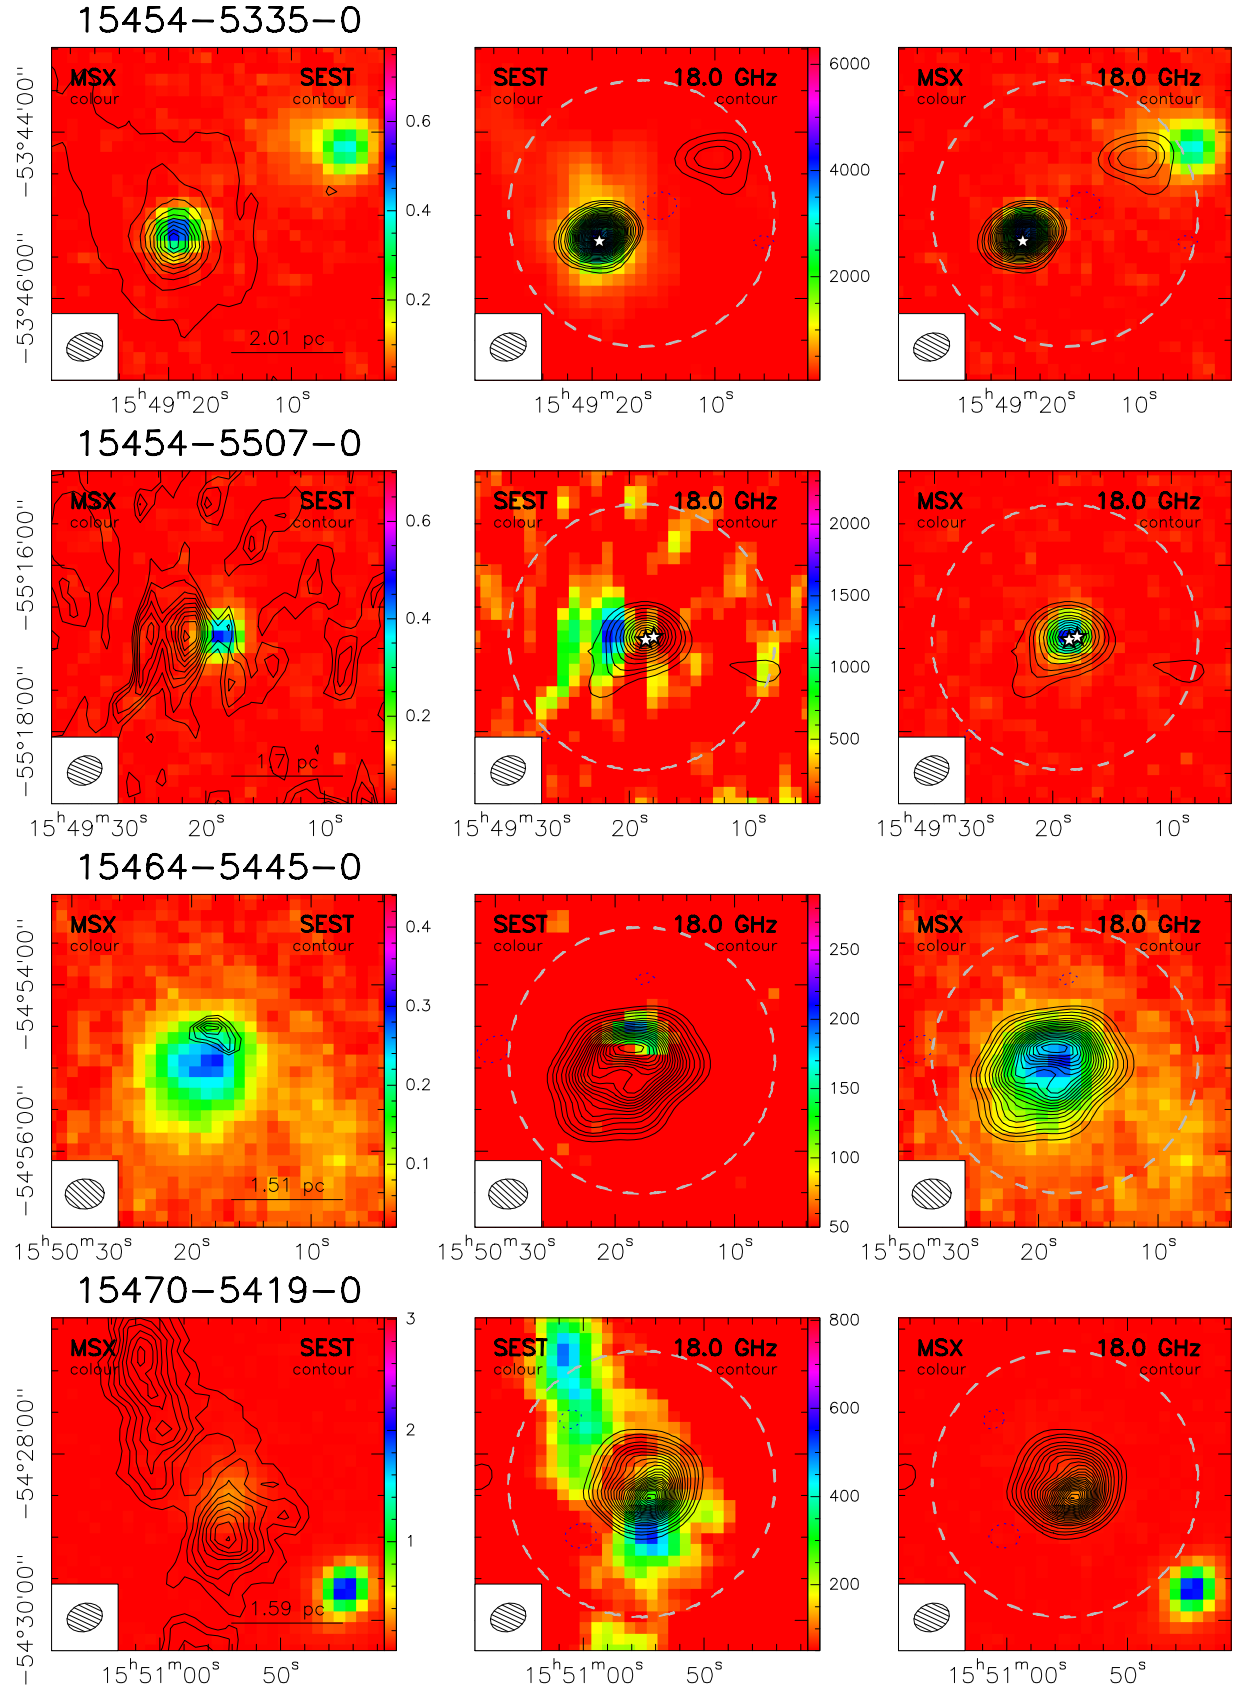 15454-5335-0
MSX SEST SEST 18.0 GHz MSX 18.0 GHz
colour contour colour contour colour contour
-53°44'00"
-53°46'00"
0.6
0.4
0.2
6000
4000
2000
2.01 pc
15h49m20s 10s 15h49m20s 10s 15h49m20s 10s
15454-5507-0
MSX SEST SEST 18.0 GHz MSX 18.0 GHz
colour contour colour contour colour contour
-55°16'00"
-55°18'00"
0.6
0.4
0.2
2000
1500
1000
500
1.7 pc
15h49m30s 20s 10s 15h49m30s 20s 10s 15h49m30s 20s 10s
15464-5445-0
MSX SEST SEST 18.0 GHz MSX 18.0 GHz
colour contour colour contour colour contour
-54°54'00"
-54°56'00"
0.4
0.3
0.2
0.1
250
200
150
100
50
1.51 pc
15h50m30s 20s 10s 15h50m30s 20s 10s 15h50m30s 20s 10s
15470-5419-0
MSX SEST SEST 18.0 GHz MSX 18.0 GHz
colour contour colour contour colour contour
-54°28'00"
-54°30'00"
3
2
1
800
600
400
200
1.59 pc
15h51m00s 50s 15h51m00s 50s 15h51m00s 50s